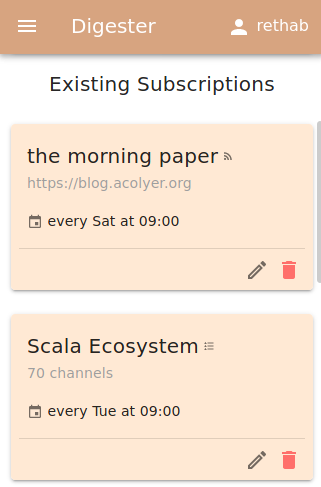 Digester
rethab
Existing Subscriptions
the morning paper
https://blog.acolyer.org
every Sat at 09:00
Scala Ecosystem
70 channels
every Tue at 09:00